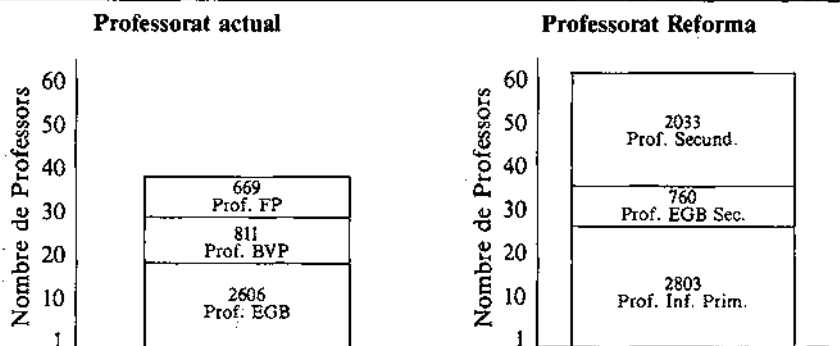 Professorat actual
Nombre de Professors
60
50
40
30
20
10
1
669
Prof. FP
811
Prof. BVP
2606
Prof. EGB
Professorat Reforma
Nombre de Professors
60
50
40
30
20
10
1
2033
Prof. Secund.
760
Prof. EGB Sec.
2803
Prof. Inf. Prim.